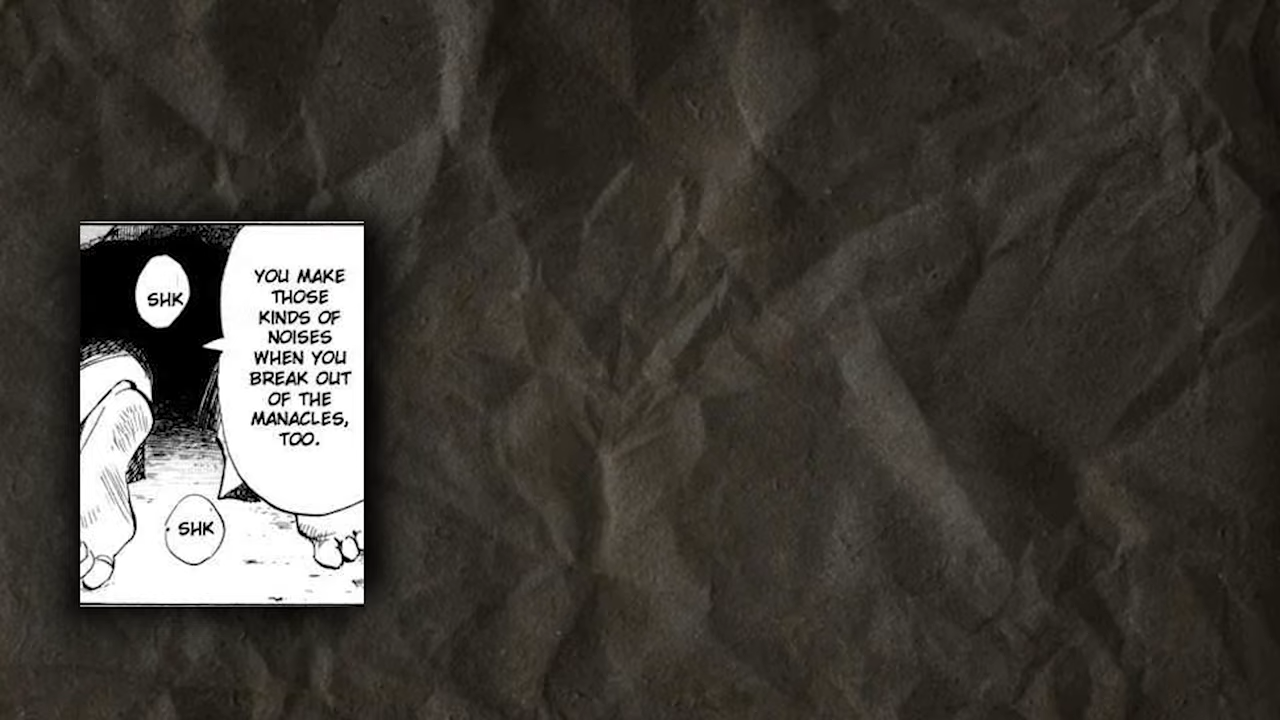 YOU MAKE
THOSE
KINDS OF
NOISES
WHEN YOU
BREAK OUT
OF THE
MANACLES,
TOO.
SHK
SHK